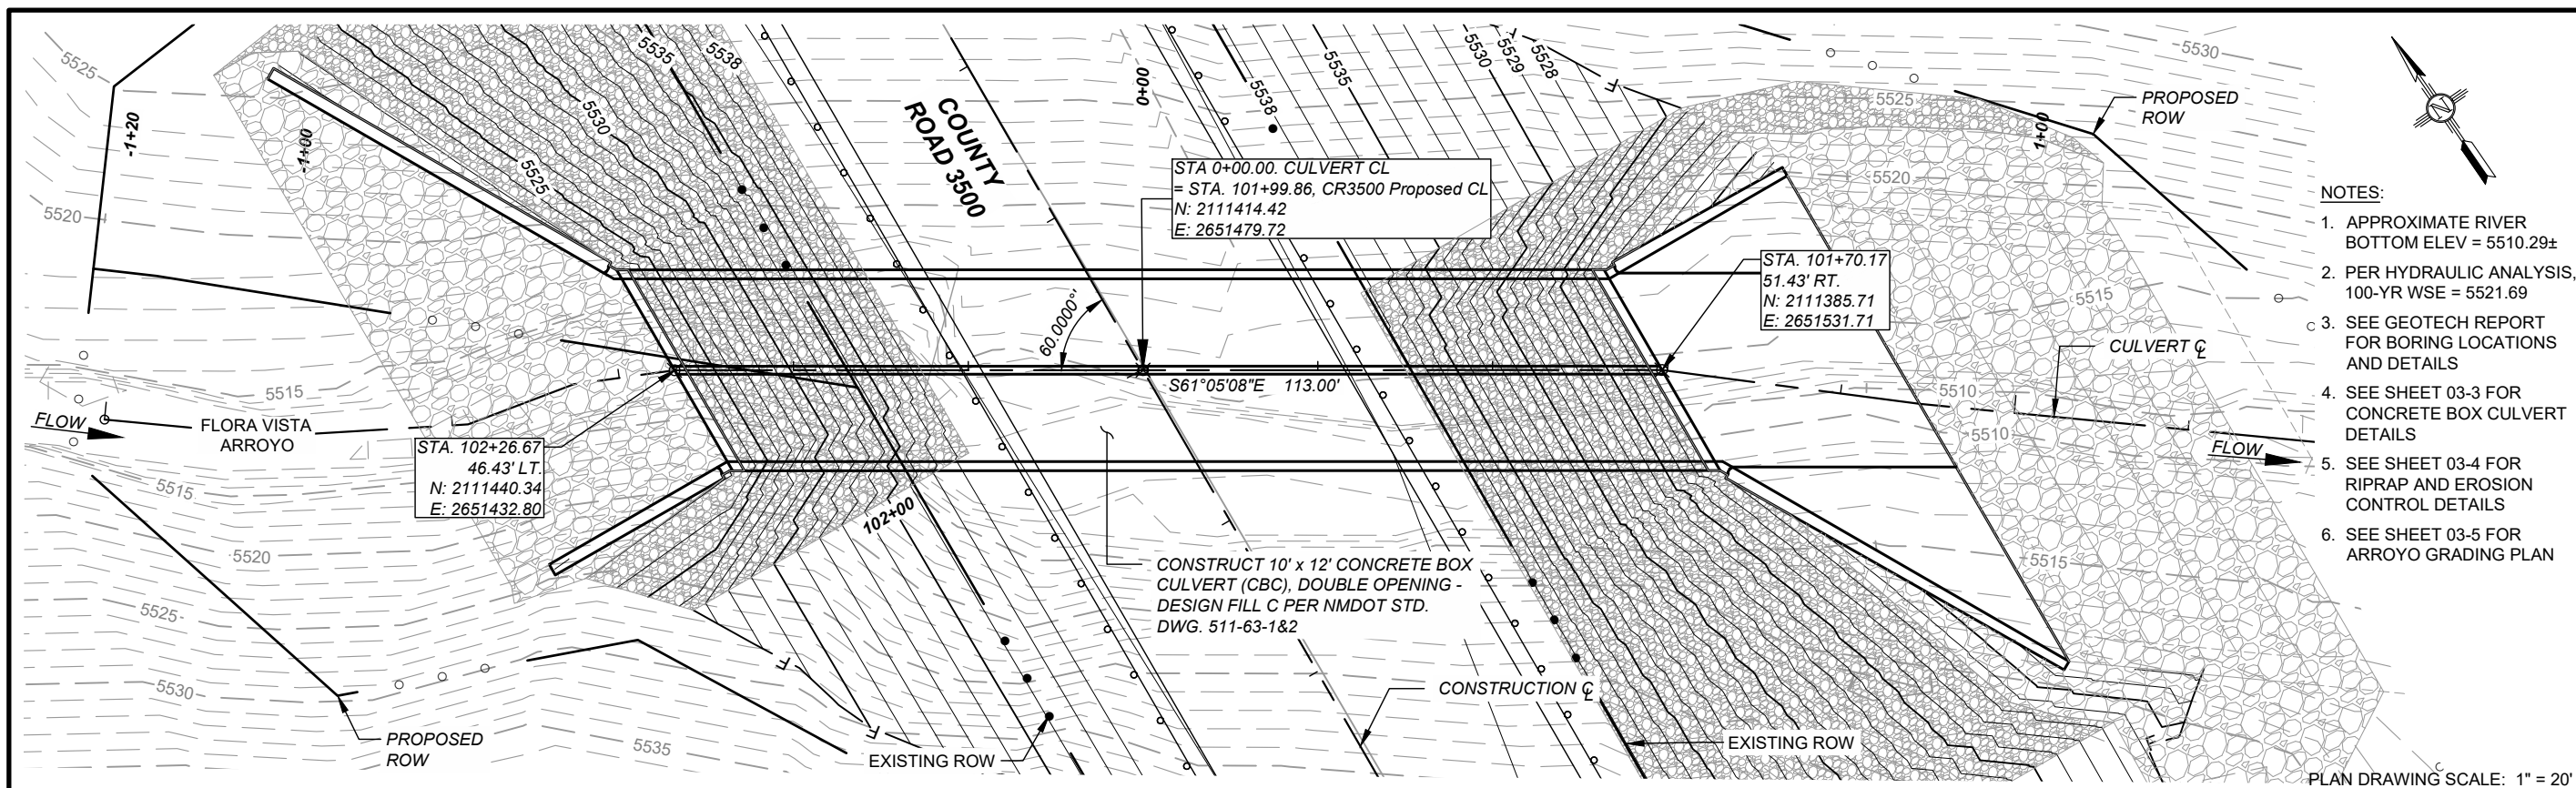 5525
-1+20
5520
-1+00
5535
5538
5530
5525
COUNTY
ROAD 3500
0+00
5538
5535
5530
5529
5528
F
F
5530
5525
1+00
5520
PROPOSED
ROW
N
STA 0+00.00. CULVERT CL
= STA. 101+99.86, CR3500 Proposed CL
N: 2111414.42
E: 2651479.72
STA. 101+70.17
51.43' RT.
N: 2111385.71
E: 2651531.71
60.0000°'
S61°05'08"E 113.00'
5515
CULVERT CL
5510
5510
FLOW
5515
FLOW
5515
FLORA VISTA
ARROYO
STA. 102+26.67
46.43' LT.
N: 2111440.34
E: 2651432.80
5515
102+00
5520
5525
5530
5535
F
F
PROPOSED
ROW
EXISTING ROW
CONSTRUCT 10' x 12' CONCRETE BOX
CULVERT (CBC), DOUBLE OPENING -
DESIGN FILL C PER NMDOT STD.
DWG. 511-63-1&2
CONSTRUCTION CL
EXISTING ROW
F
NOTES:
1. APPROXIMATE RIVER
BOTTOM ELEV = 5510.29±
2. PER HYDRAULIC ANALYSIS,
100-YR WSE = 5521.69
3. SEE GEOTECH REPORT
FOR BORING LOCATIONS
AND DETAILS
4. SEE SHEET 03-3 FOR
CONCRETE BOX CULVERT
DETAILS
5. SEE SHEET 03-4 FOR
RIPRAP AND EROSION
CONTROL DETAILS
6. SEE SHEET 03-5 FOR
ARROYO GRADING PLAN
PLAN DRAWING SCALE: 1" = 20'